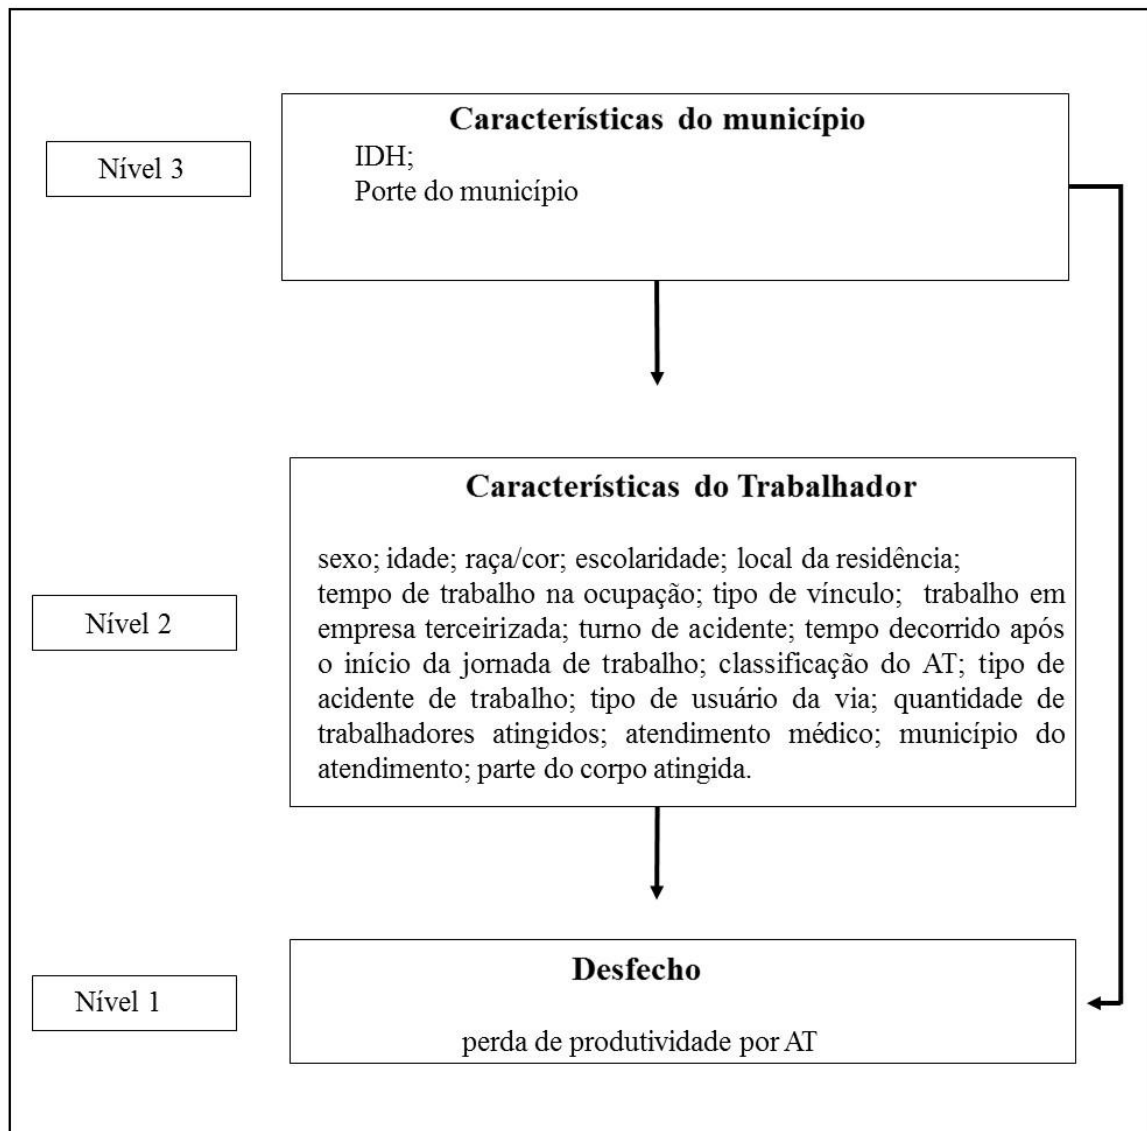 Características do município
Nível 3
IDH;
Porte do município
Características do Trabalhador
sexo; idade; raça/cor; escolaridade; local da residência;
tempo de trabalho na ocupação; tipo de vínculo; trabalho em
Nível 2
empresa terceirizada; turno de acidente; tempo decorrido após
o início da jornada de trabalho; classificação do AT; tipo de
acidente de trabalho; tipo de usuário da via; quantidade de
trabalhadores atingidos; atendimento médico; município do
atendimento; parte do corpo atingida.
Desfecho
Nível 1
perda de produtividade por AT